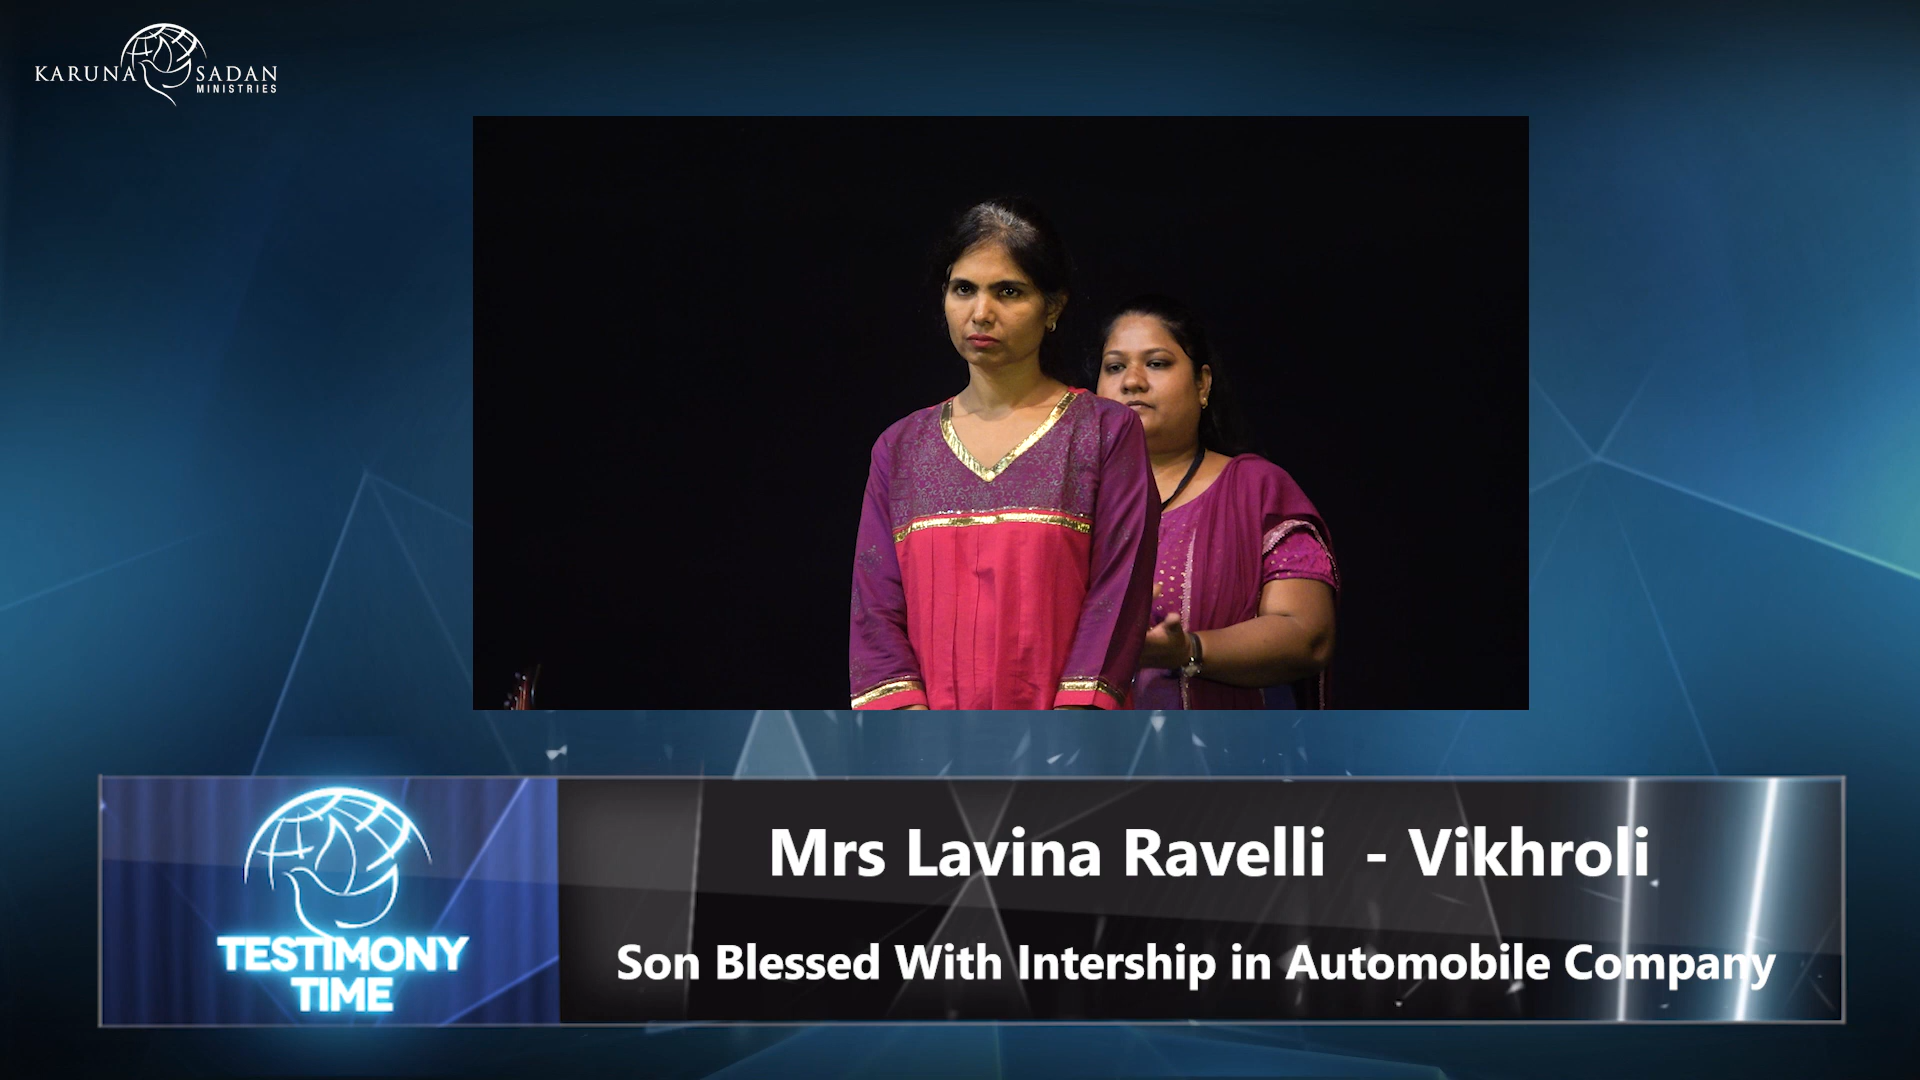 KARUNA SADAN
MINISTRIES
Mrs Lavina Ravelli - Vikhroli
TESTIMONY
TIME
Son Blessed With Intership in Automobile Company